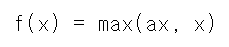 f(x) = max(ax, x)